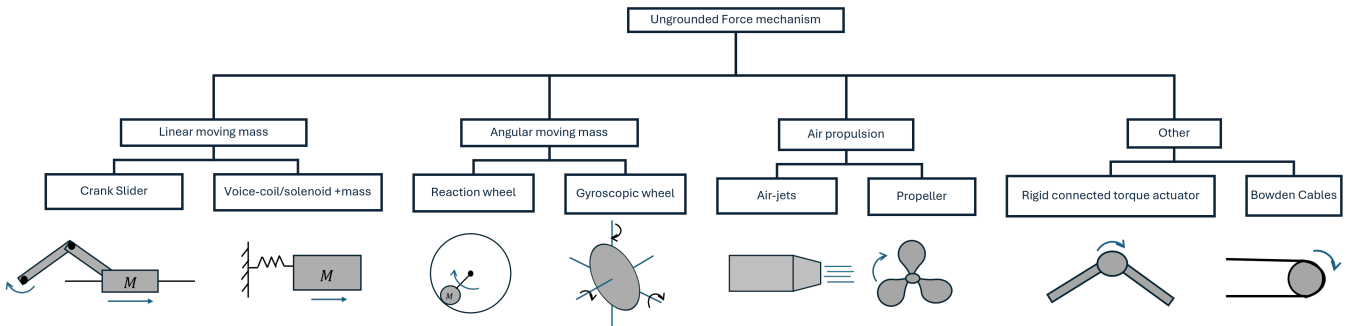 Ungrounded Force mechanism
Linear moving mass
Angular moving mass
Air propulsion
Other
Crank Slider
Voice-coil/solenoid +mass
Reaction wheel
Gyroscopic wheel
Air-jets
Propeller
Rigid connected torque actuator
Bowden Cables
M
M
M